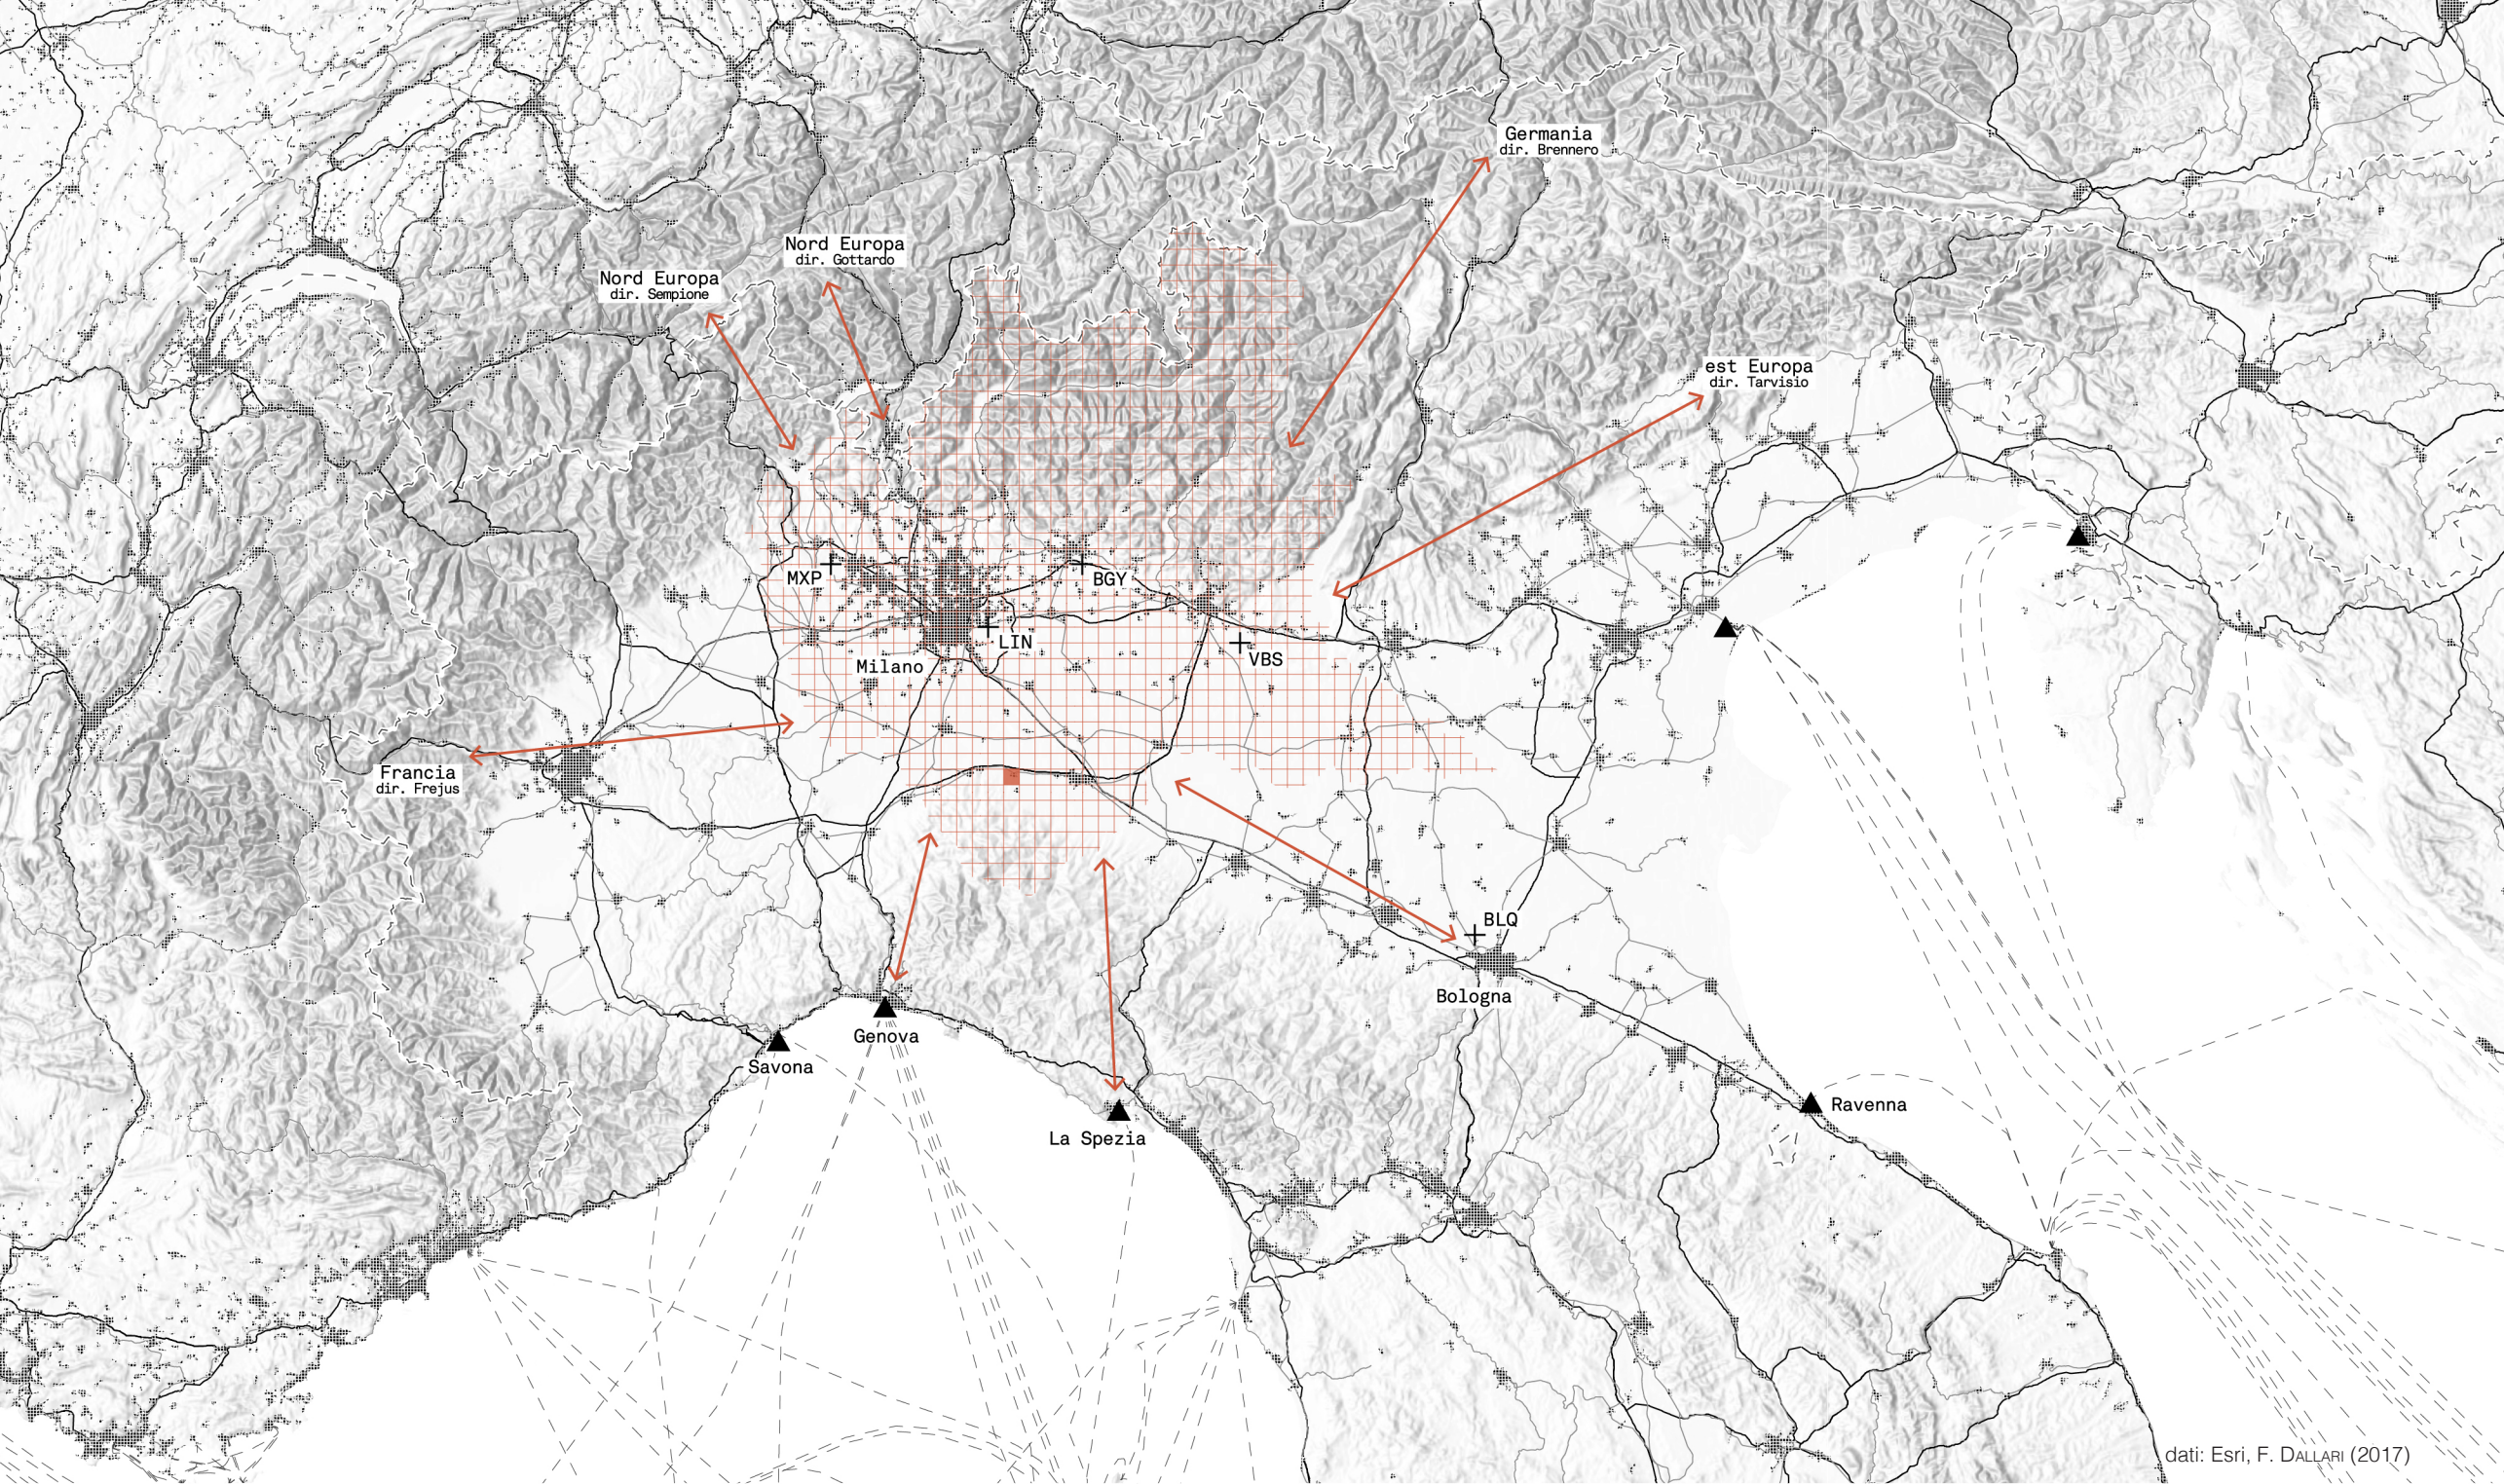 Germania
dir. Brennero
Nord Europa
dir. Gottardo
Nord Europa
dir. Sempione
est Europa
dir. Tarvisio
MXP
BGY
LIN
VBS
Milano
Francia
dir. Frejus
BLQ
Bologna
Genova
Savona
Ravenna
La Spezia
dati: Esri, F. DALLARI (2017)